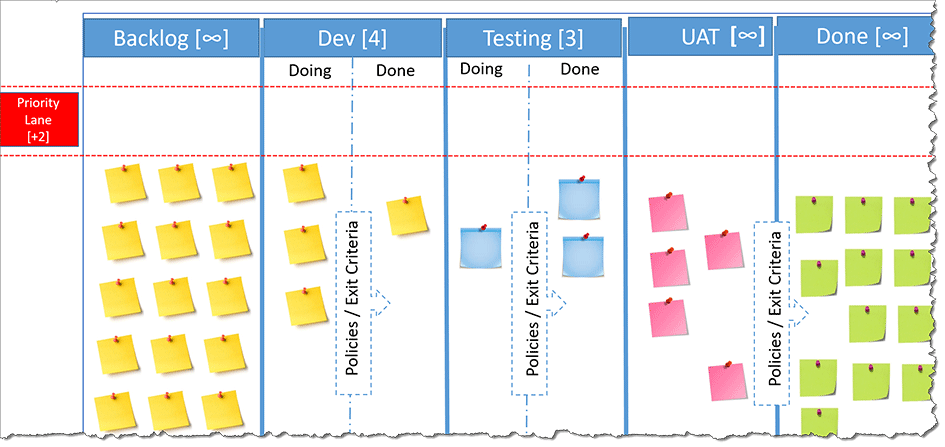 Backlog [∞]
Dev [4]
Testing [3]
UAT [∞]
Done [∞]
Doing
Done
Doing
Done
Priority
Lane
[+2]
Policies / Exit Criteria
Policies / Exit Criteria
Policies / Exit Criteria